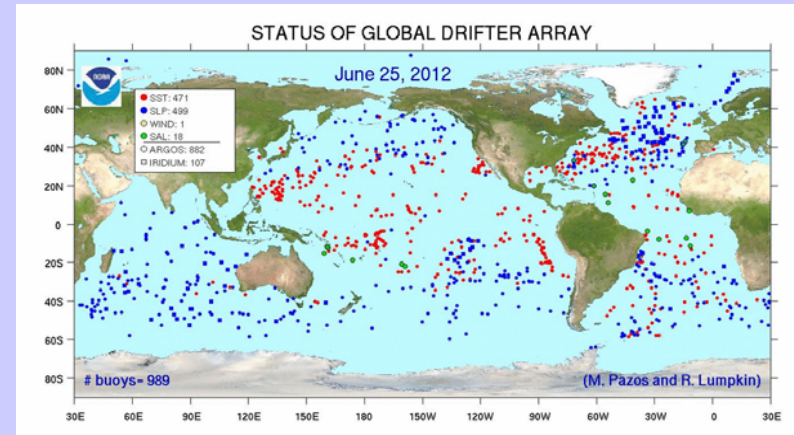 STATUS OF GLOBAL DRIFTER ARRAY
June 25, 2012
80N
60N
40N
20N
0
20S
40S
60S
80S
NOAA
SST: 471
SLP: 499
WIND: 1
SAL: 18
ARGOS: 882
IRIDIUM: 107
# buoys= 989
(M. Pazos and R. Lumpkin)
30E 60E 90E 120E 150E 180 150W 120W 90W 60W 30W 0 30E